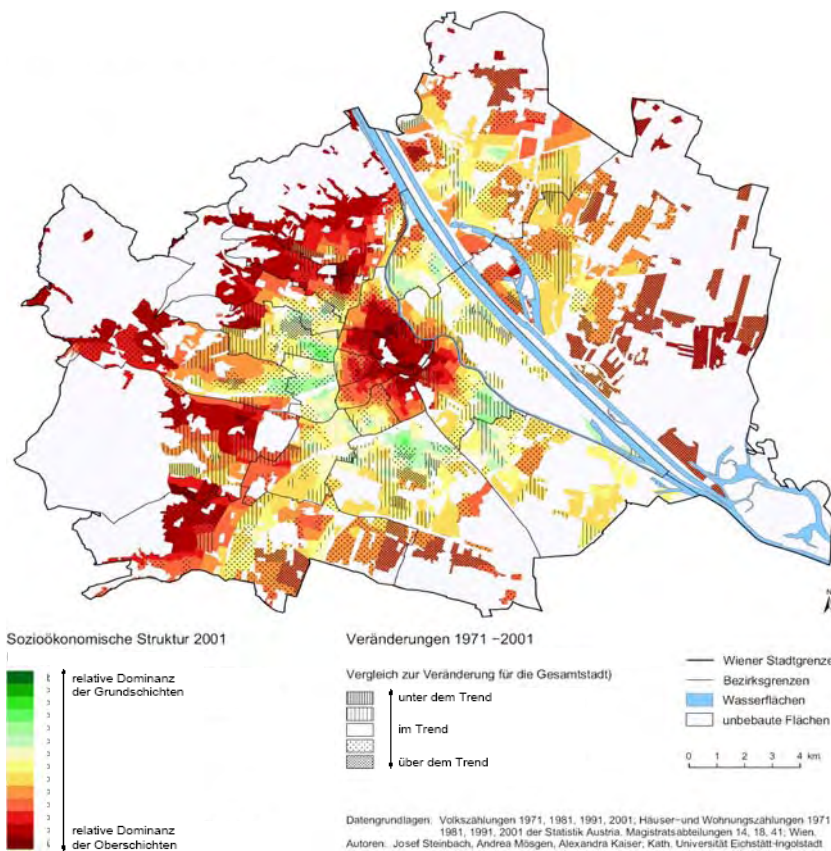 Sozioökonomische Struktur 2001
relative Dominanz
der Grundschichten
relative Dominanz
der Oberschichten
Veränderungen 1971 –2001
Vergleich zur Veränderung für die Gesamtstadt)
unter dem Trend
im Trend
über dem Trend
N
Wiener Stadtgrenze
Bezirksgrenzen
Wasserflächen
unbebaute Flächen
0 1 2 3 4 km
Datengrundlagen: Volkszählungen 1971, 1981, 1991, 2001; Häuser-und Wohnungszählungen 1971
1981, 1991, 2001 der Statistik Austria. Magistratsabteilungen 14, 18, 41; Wien.
Autoren: Josef Steinbach, Andrea Mösgen, Alexandra Kaiser; Kath. Universität Eichstätt-Ingolstadt